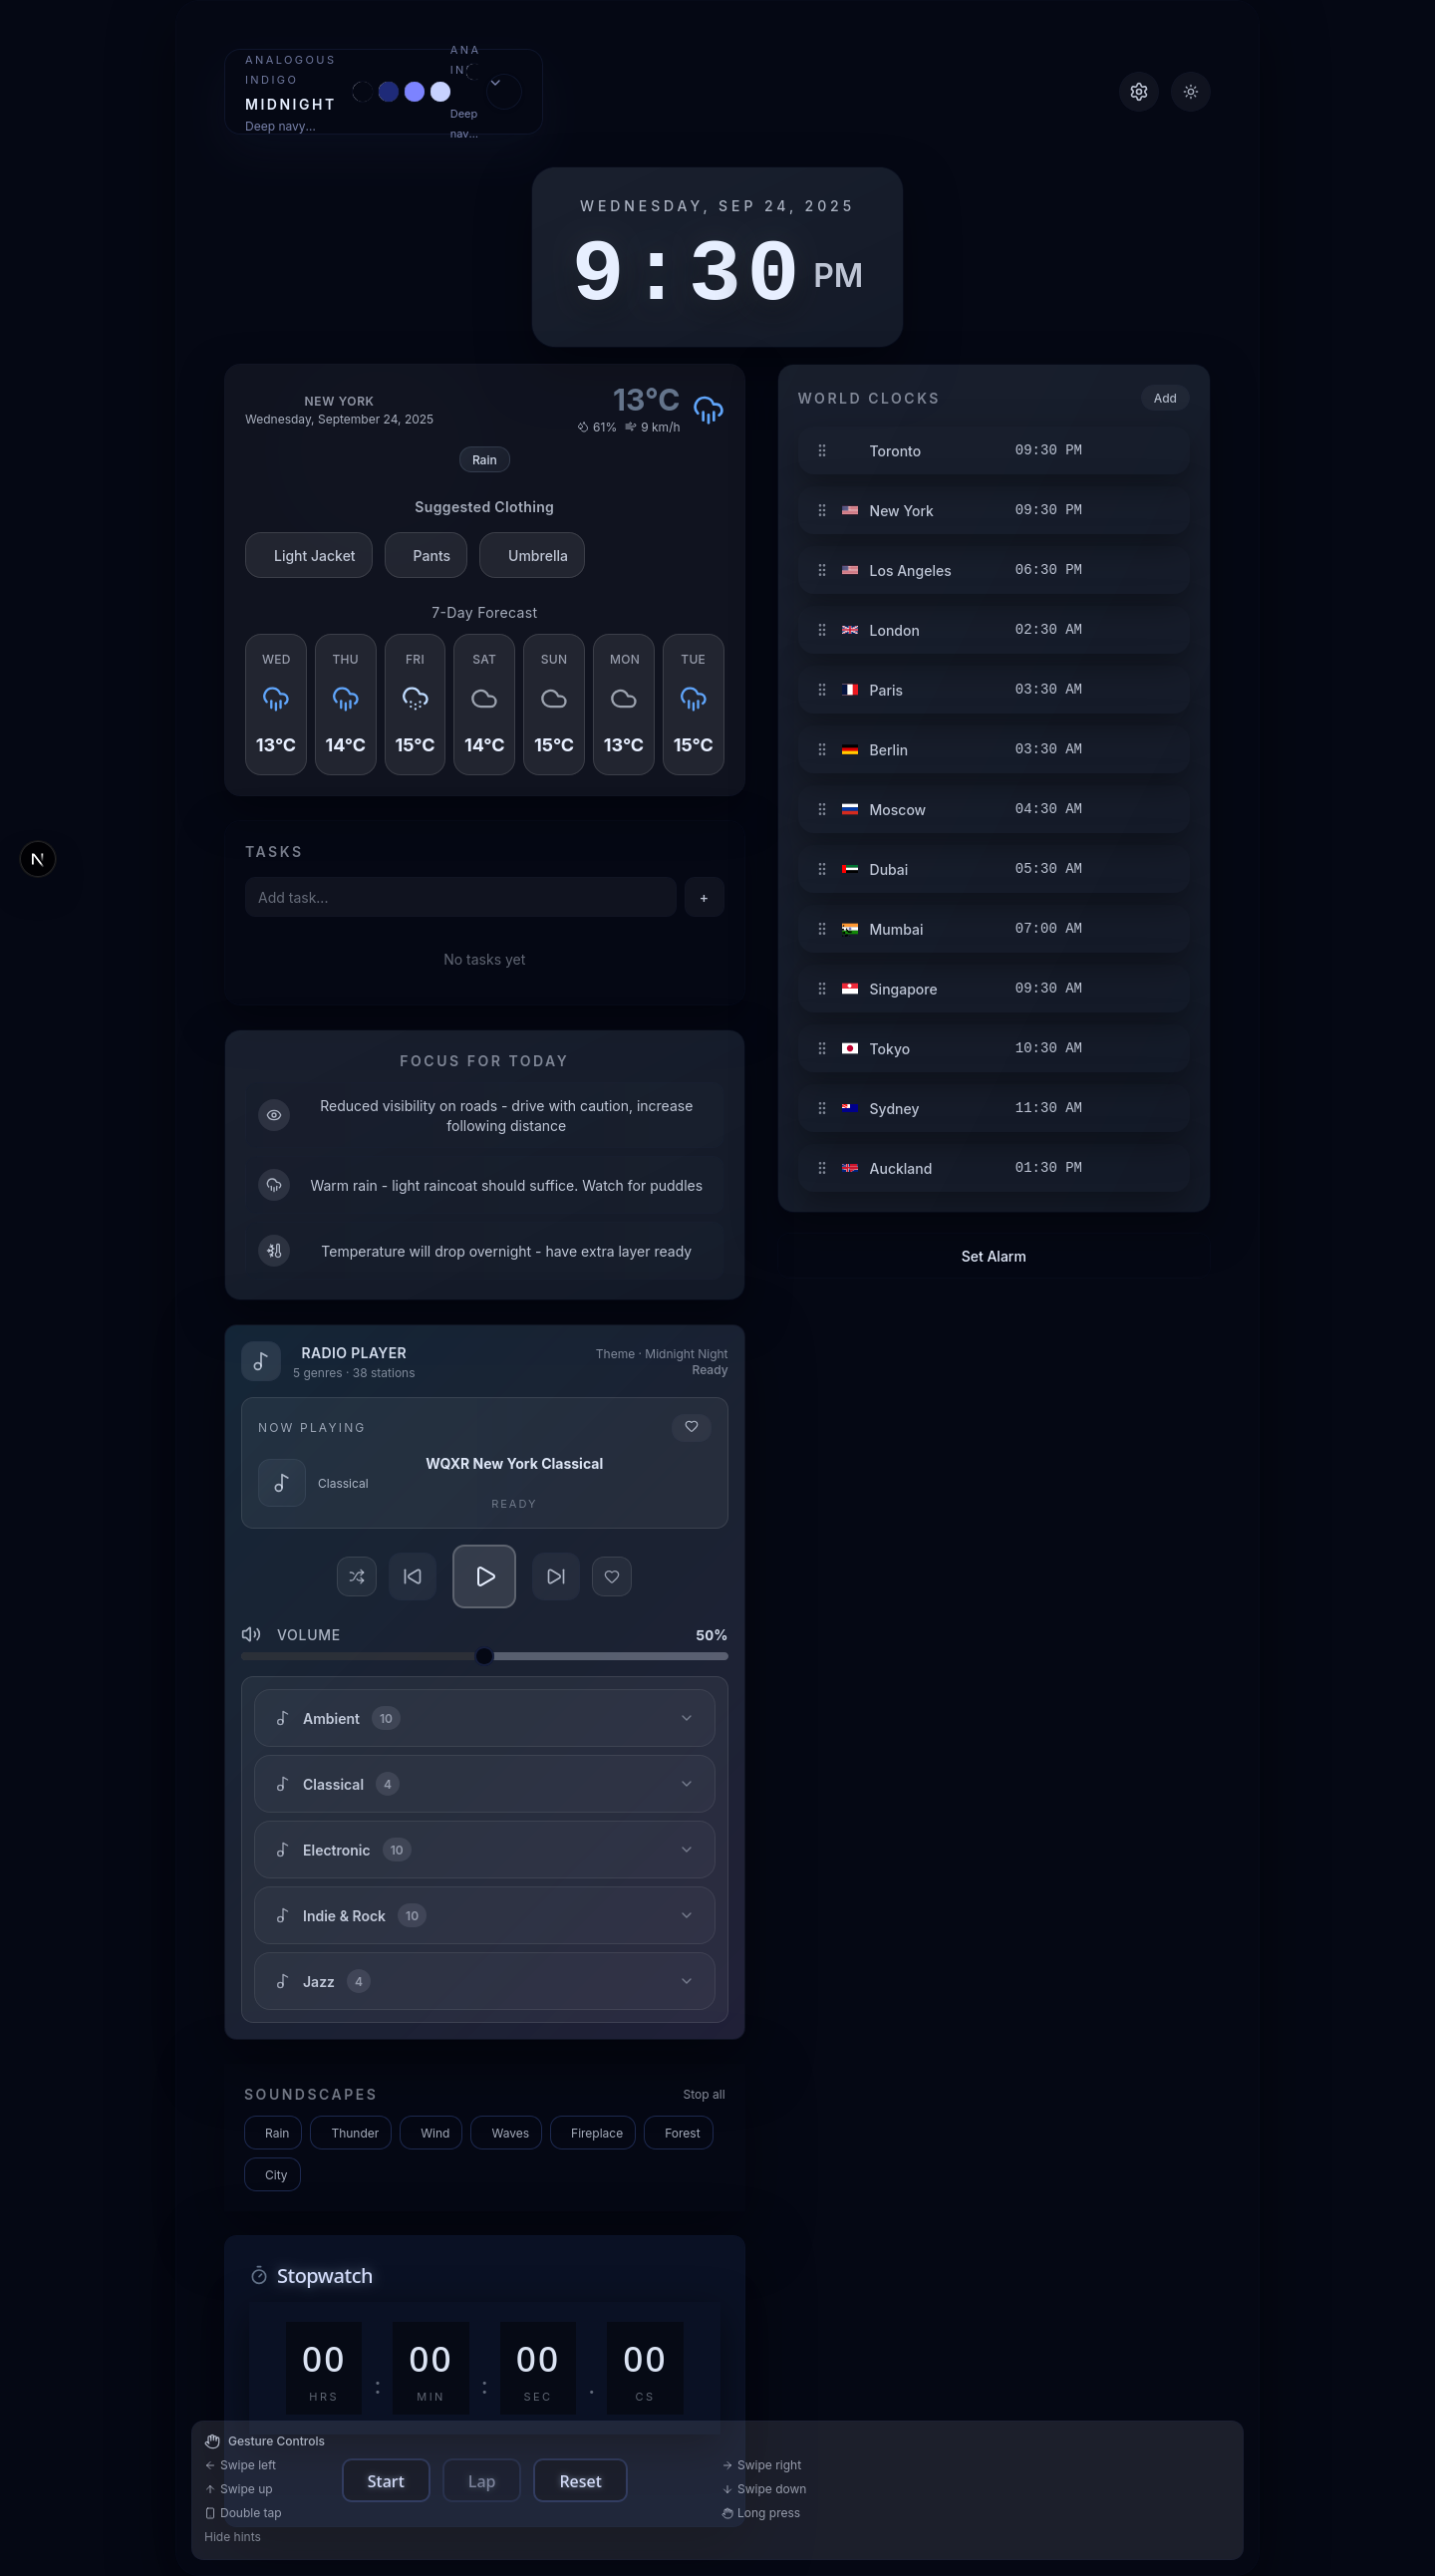 ANALOGOUS
INDIGO
MIDNIGHT
Deep navy...
ANA
Deep
nav...
WEDNESDAY, SEP 24, 2025
9:30 PM
NEW YORK
Wednesday, September 24, 2025
13°C
61% 9 km/h
Rain
Suggested Clothing
Light Jacket Pants Umbrella
7-Day Forecast
WED THU FRI SAT SUN MON TUE
13°C 14°C 15°C 14°C 15°C 13°C 15°C
TASKS
Add task...
+
No tasks yet
FOCUS FOR TODAY
Reduced visibility on roads - drive with caution, increase
following distance
Warm rain - light raincoat should suffice. Watch for puddles
Temperature will drop overnight - have extra layer ready
RADIO PLAYER
5 genres · 38 stations
Theme · Midnight Night
Ready
NOW PLAYING
WQXR New York Classical
Classical
READY
VOLUME 50%
Ambient 10
Classical 4
Electronic 10
Indie & Rock 10
Jazz 4
SOUNDSCAPES Stop all
Rain Thunder Wind Waves Fireplace Forest
City
Stopwatch
00 : 00 : 00 . 00
HRS MIN SEC CS
Start Lap Reset
Gesture Controls
Swipe left Swipe right
Swipe up Swipe down
Double tap Long press
Hide hints
WORLD CLOCKS Add
Toronto 09:30 PM
New York 09:30 PM
Los Angeles 06:30 PM
London 02:30 AM
Paris 03:30 AM
Berlin 03:30 AM
Moscow 04:30 AM
Dubai 05:30 AM
Mumbai 07:00 AM
Singapore 09:30 AM
Tokyo 10:30 AM
Sydney 11:30 AM
Auckland 01:30 PM
Set Alarm
N